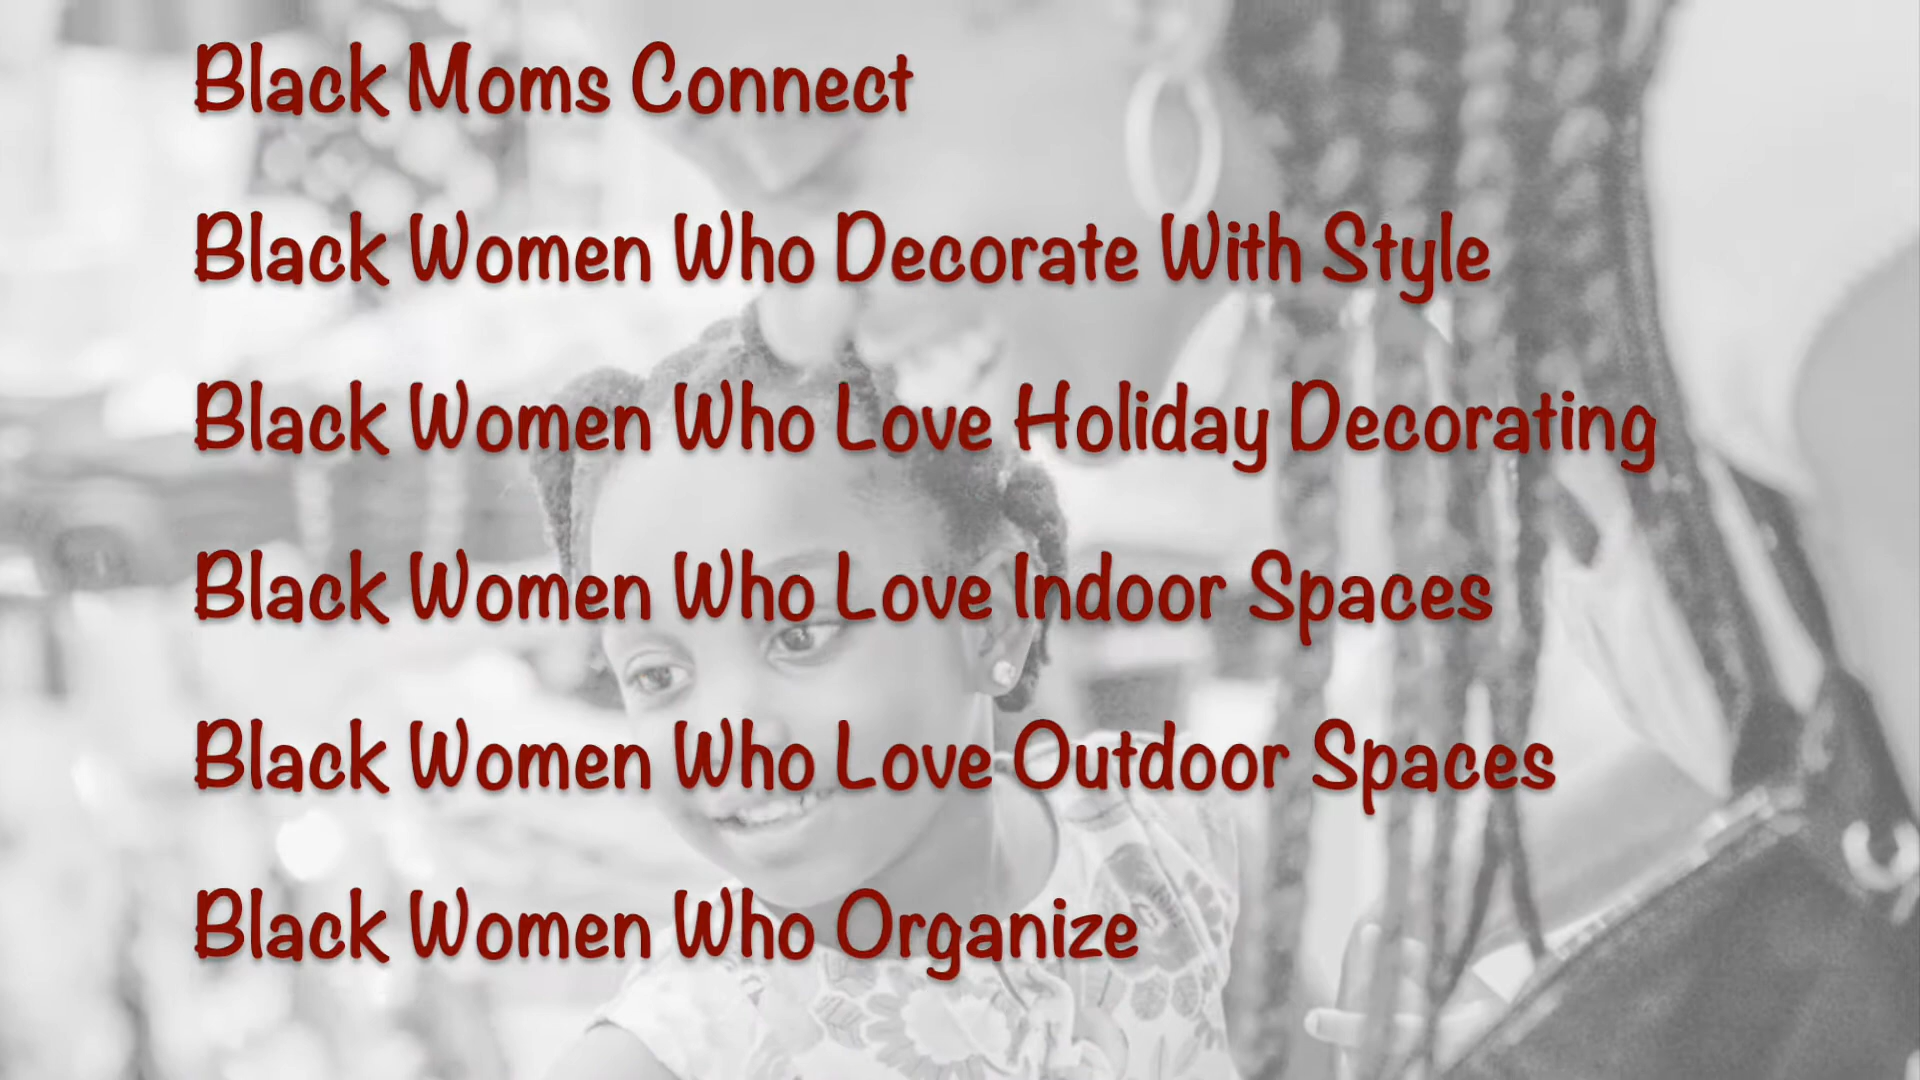 Black Moms Connect
Black Women Who Decorate With Style
Black Women Who Love Holiday Decorating
Black Women Who Love Indoor Spaces
Black Women Who Love Outdoor Spaces
Black Women Who Organize